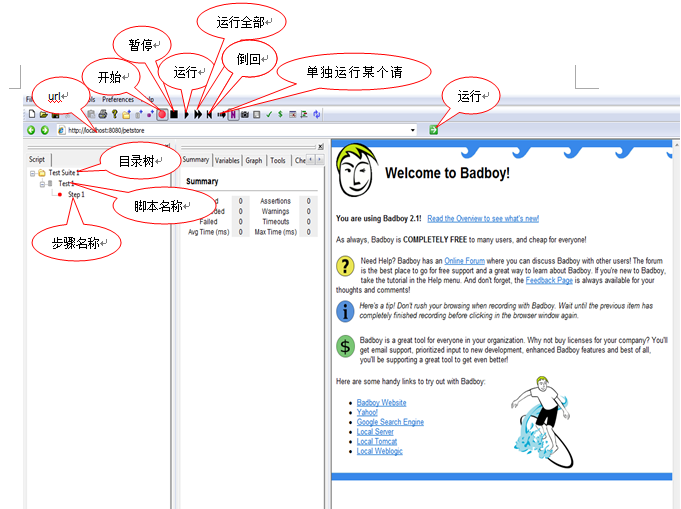 运行全部
暂停
倒回
运行
单独运行某个请
开始
url
运行
Preferences
http://localhost:8080/petstore
Script
Summary Variables Graph Tools Che
Test Suite 1
目录树
Test 1
脚本名称
Step 1
步骤名称
Summary
0 Assertions 0
0 Warnings 0
Failed 0 Timeouts 0
Avg Time (ms) 0 Max Time (ms) 0
Welcome to Badboy!
You are using Badboy 2.1! Read the Overview to see what's new!
As always, Badboy is COMPLETELY FREE to many users, and cheap for everyone!
Need Help? Badboy has an Online Forum where you can discuss Badboy with other users! The forum
is the best place to go for free support and a great way to learn about Badboy. If you're new to Badboy,
take the tutorial in the Help menu. And don't forget, the Feedback Page is always available for your
thoughts and comments!
Here's a tip! Don't rush your browsing when recording with Badboy. Wait until the previous item has
completely finished recording before clicking in the browser window again.
Badboy is a great tool for everyone in your organization. Why not buy licenses for your company? You'll
get email support, prioritized input to new development, enhanced Badboy features and best of all,
you'll be supporting a great tool to get even better!
Here are some handy links to try out with Badboy:
Badboy Website
Yahoo!
Google Search Engine
Local Server
Local Tomcat
Local Weblogic